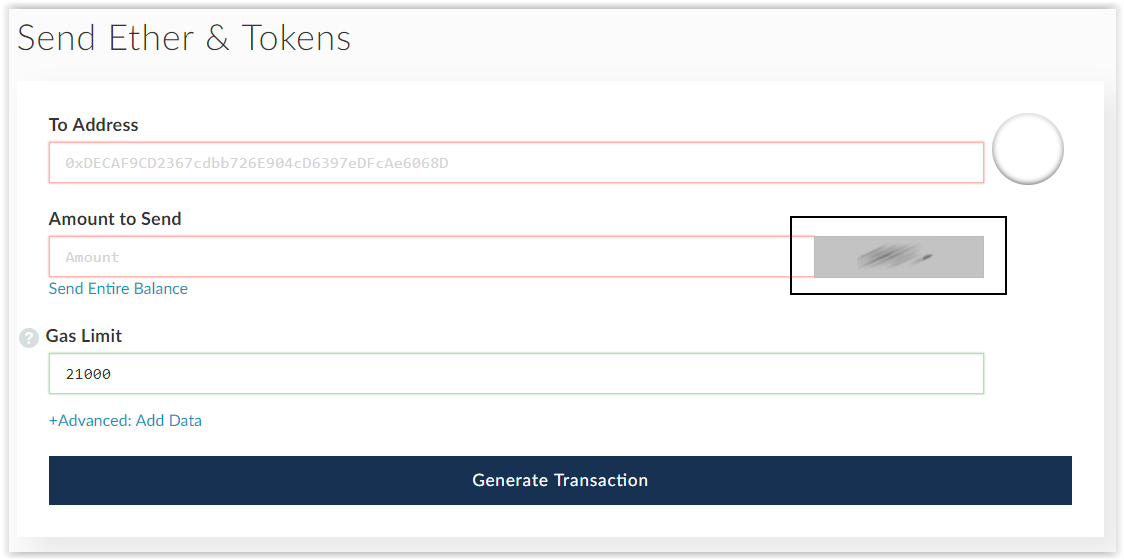 Send Ether & Tokens
To Address
0xDECAF9CD2367cdbb726E904cD6397eDFcAe6068D
Amount to Send
Amount
Send Entire Balance
? Gas Limit
21000
+Advanced: Add Data
Generate Transaction